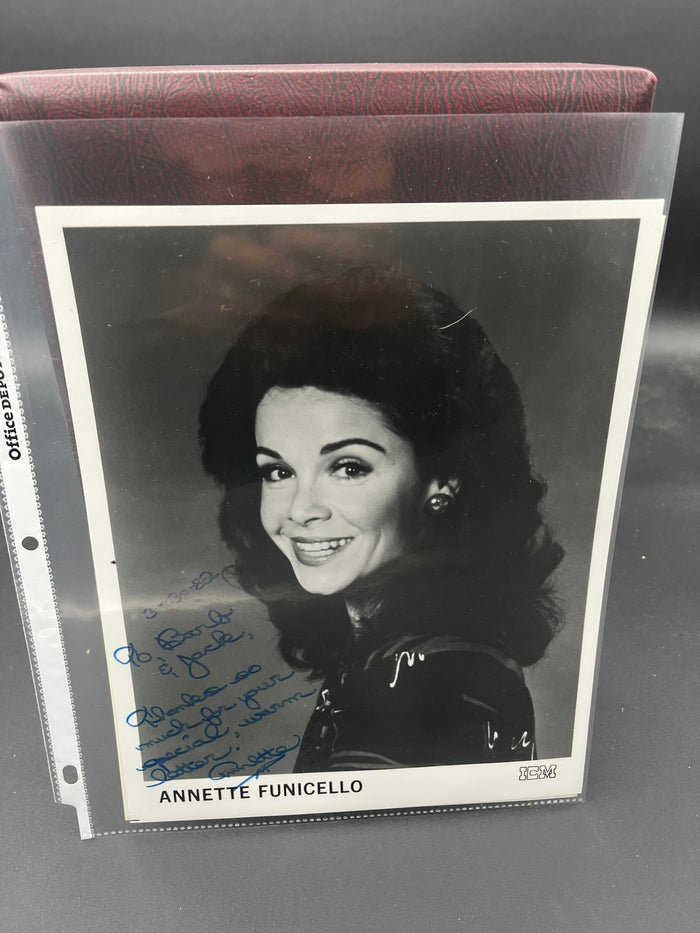 Office DEPOT
3-30-82
To Barb
& Jack,
Thanks so
much for your
special, warm
letter!
Annette
ICM
ANNETTE FUNICELLO